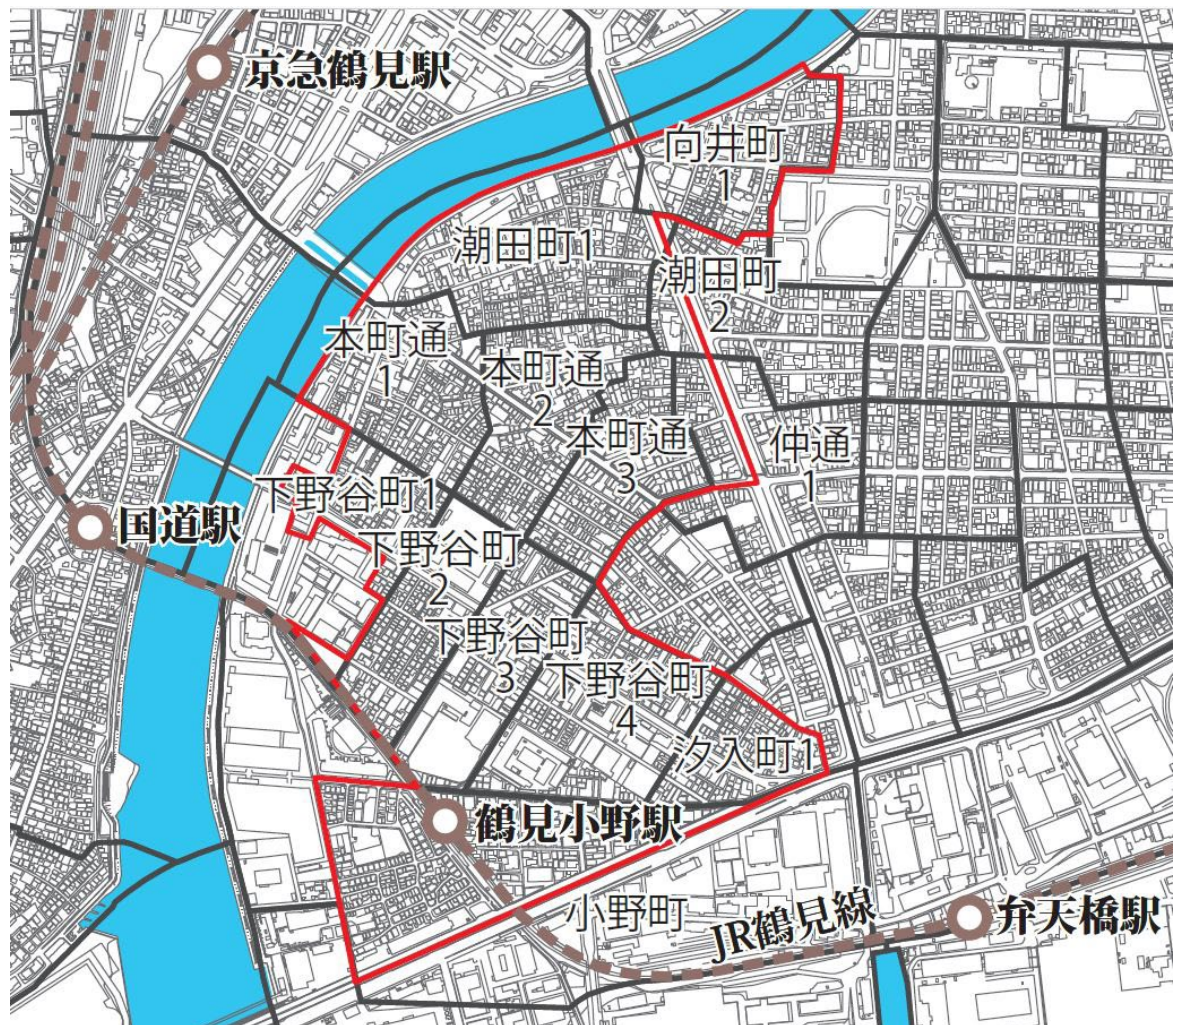 京急鶴見駅
向井町
1
潮田町1
潮田町
2
本町通
1
本町通
2
本町通
3
仲通
1
下野谷町1
国道駅
下野谷町
2
下野谷町
3
下野谷町
4
汐入町1
鶴見小野駅
小野町
JR鶴見線
弁天橋駅